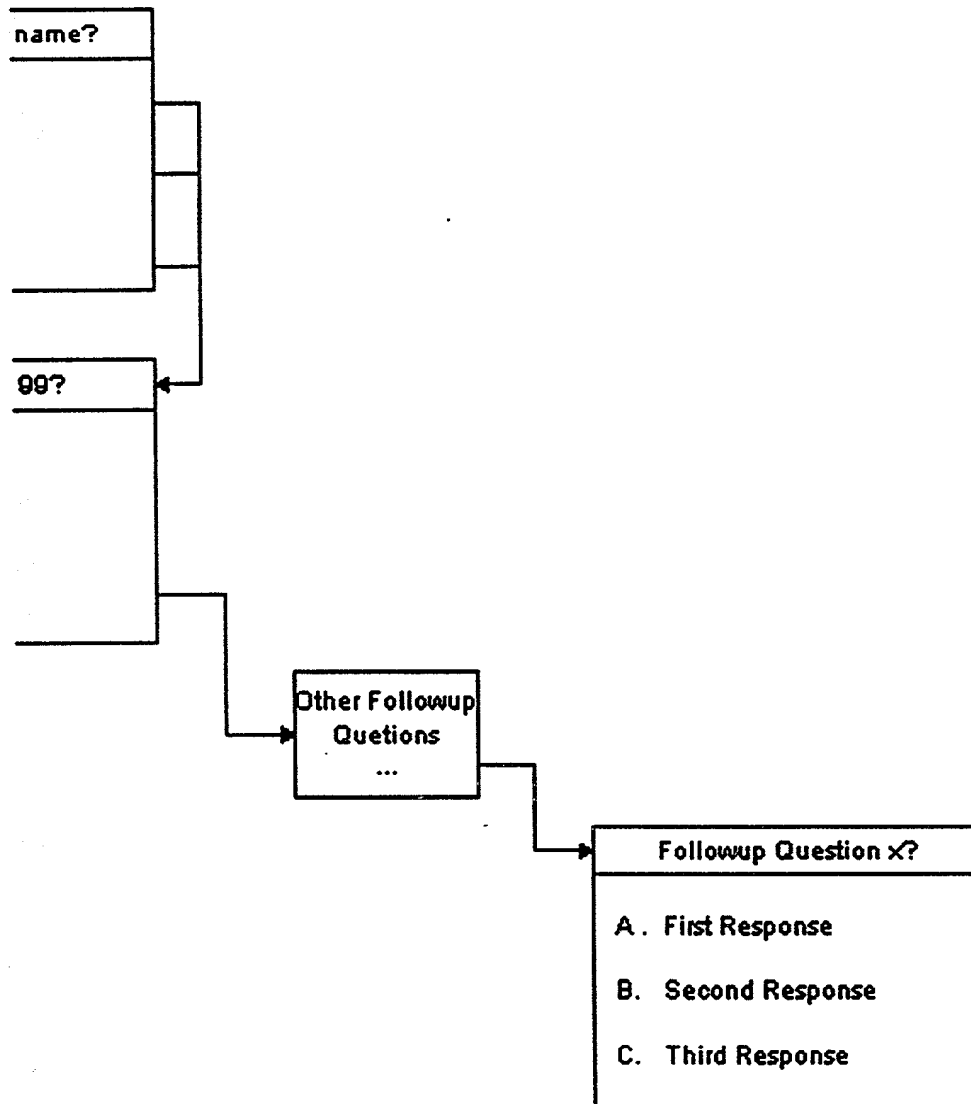 name?
99?
Other Followup
Quetions
...
Followup Question x?
A. First Response
B. Second Response
C. Third Response